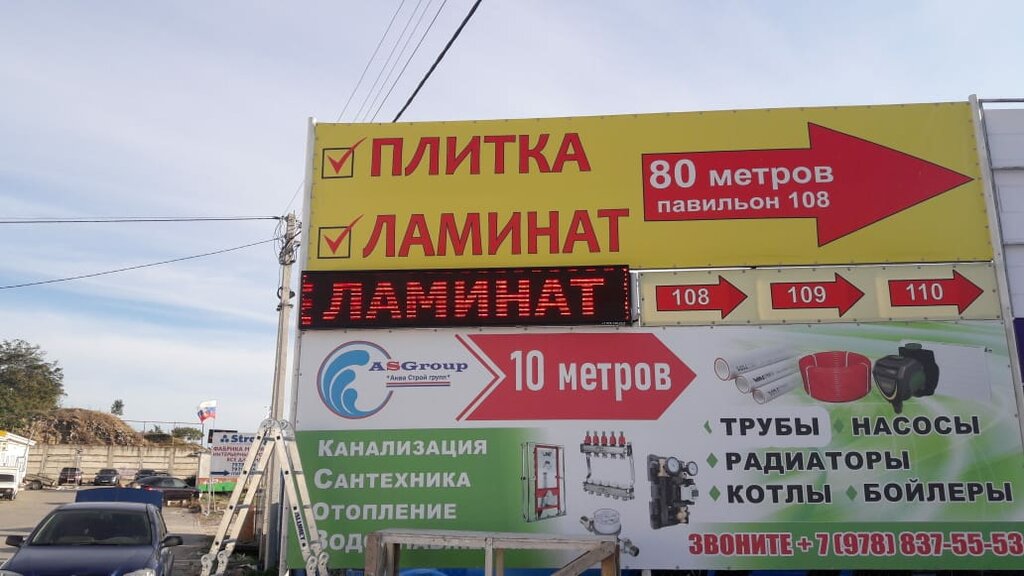 ПЛИТКА
ЛАМИНАТ
80 метров
павильон 108
ЛАМИНАТ
108
109
110
ASGroup
"Аква Строй групп"
10 метров
Канализация
Сантехника
Отопление
ТРУБЫ НАСОСЫ
РАДИАТОРЫ
КОТЛЫ БОЙЛЕРЫ
ЗВОНИТЕ + 7 (978) 837-55-53